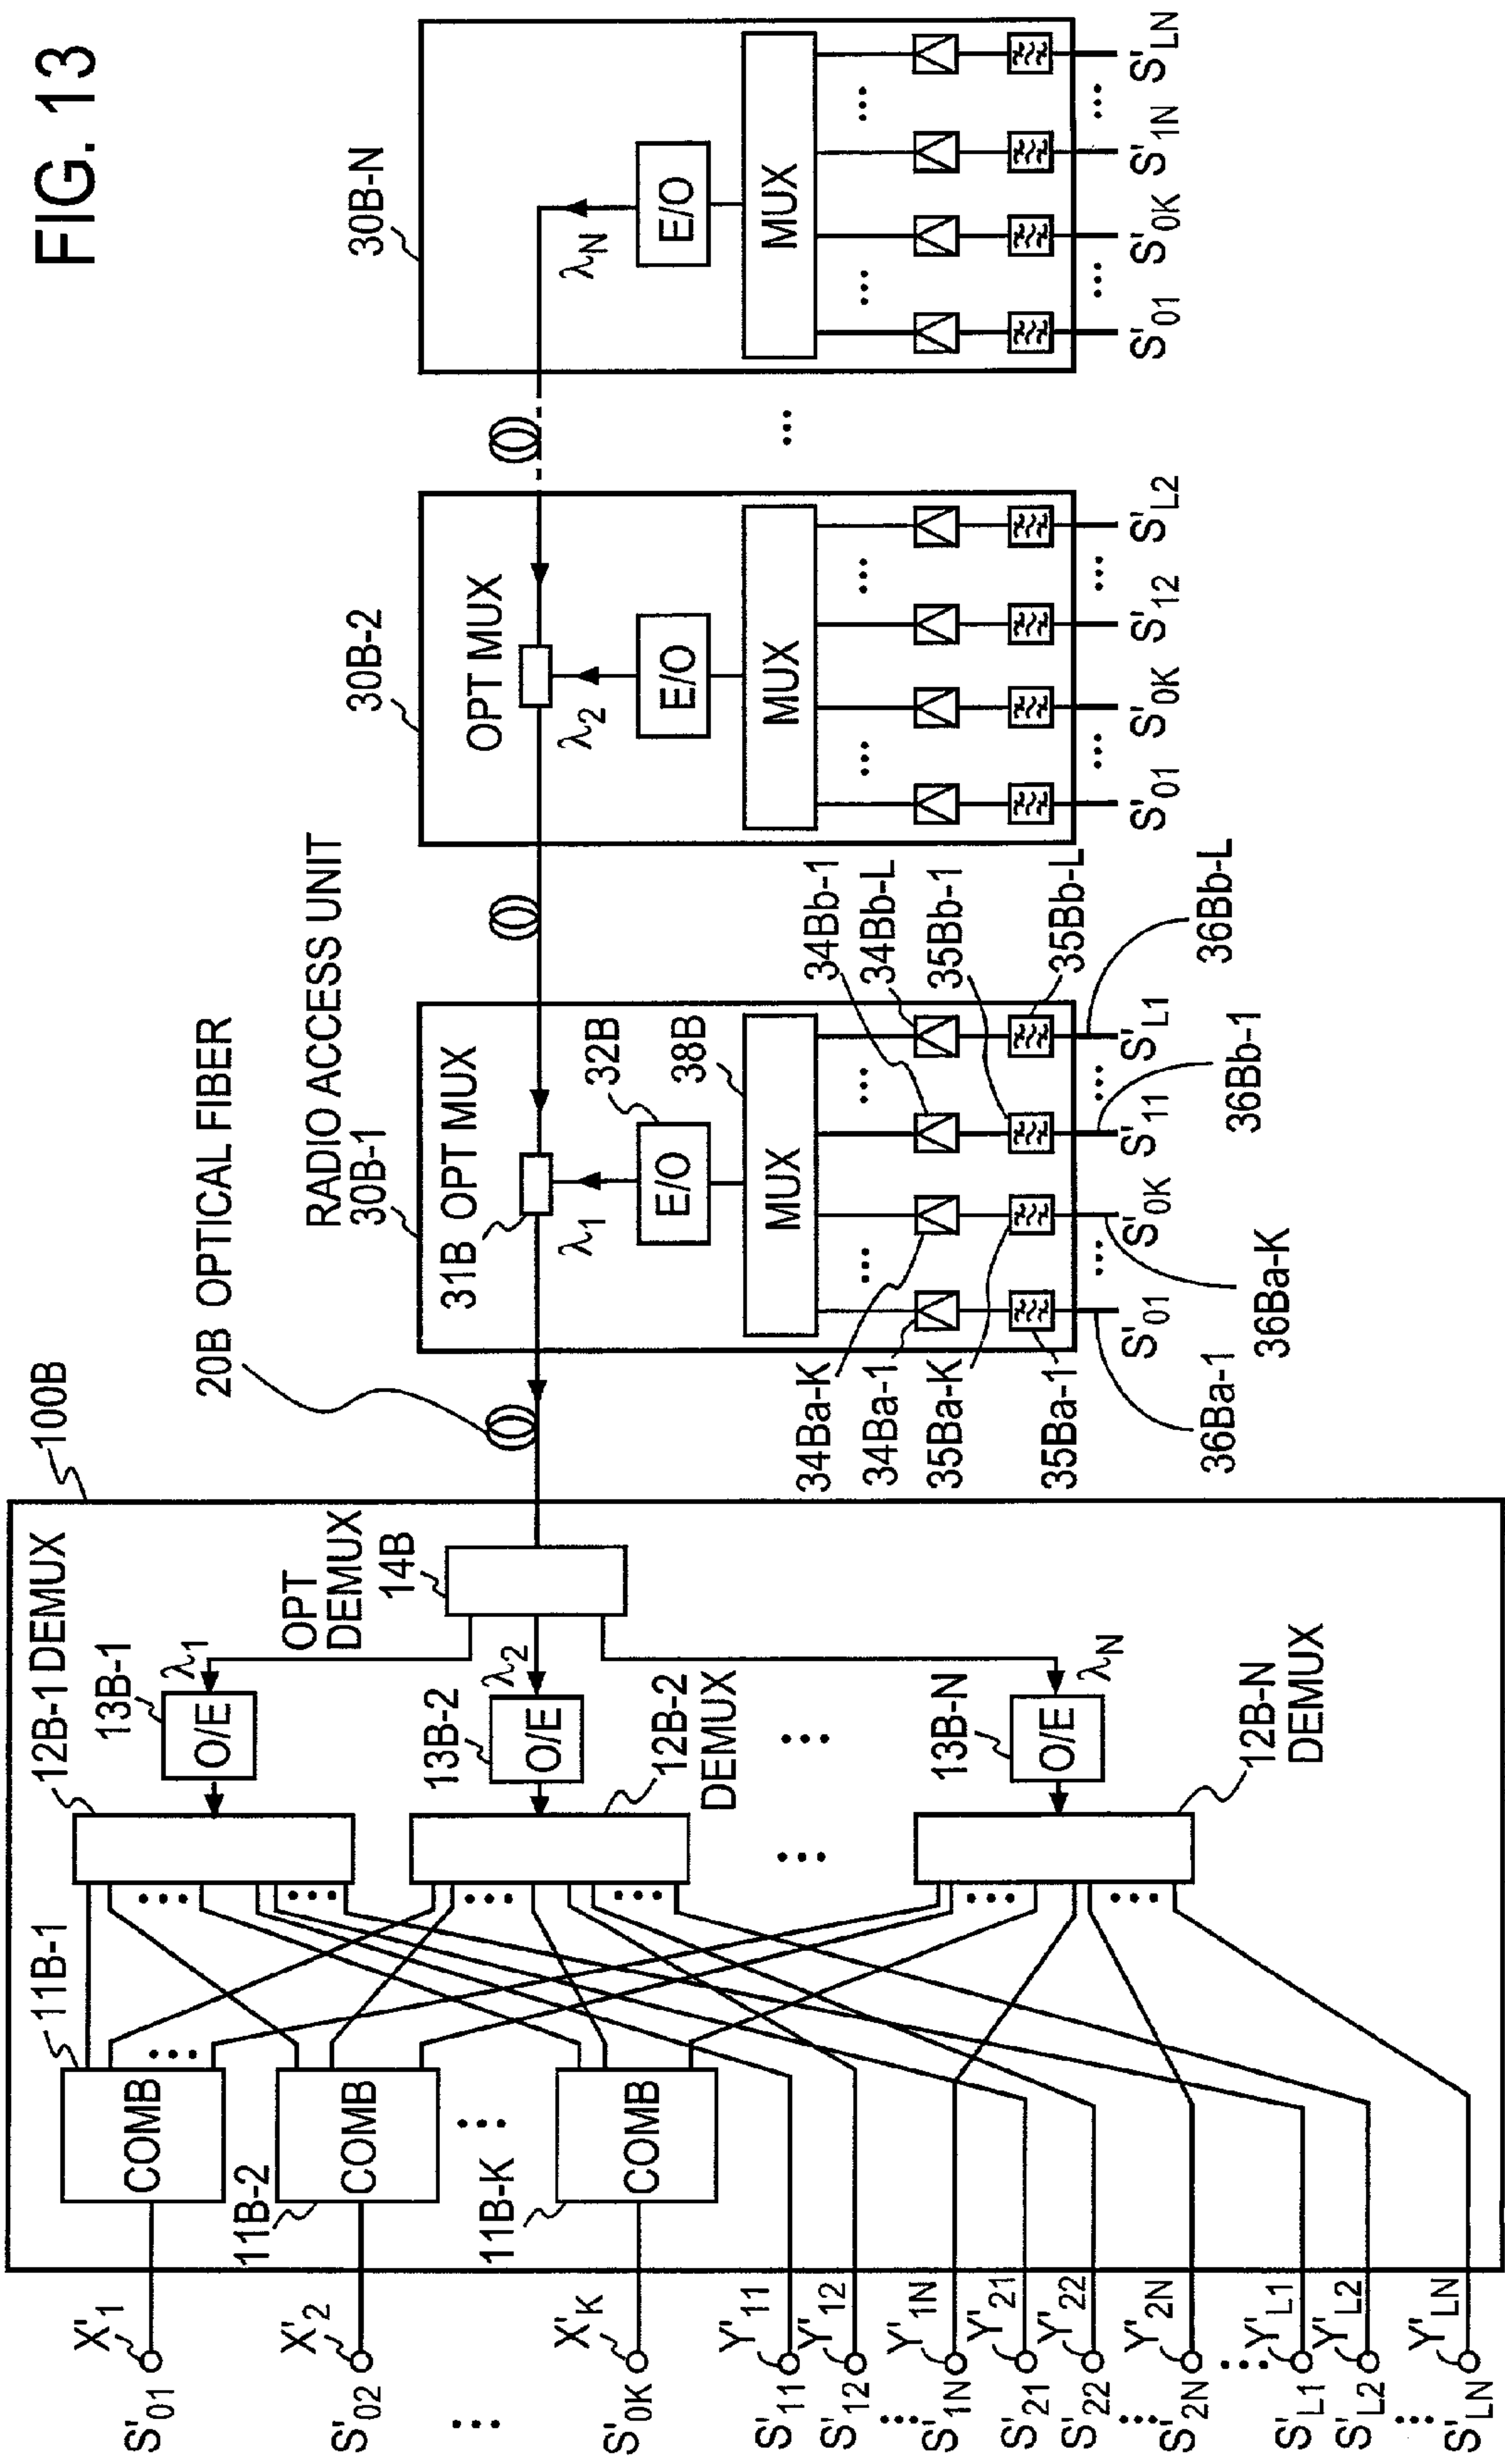 FIG. 13
100B
20B OPTICAL FIBER
RADIO ACCESS UNIT
30B-1
30B-2
30B-N
12B-1 DEMUX
13B-1
11B-1
O/E
λ1
OPT
DEMUX
14B
COMB
11B-2
COMB
11B-K
COMB
13B-2
O/E
λ2
12B-2
DEMUX
13B-N
O/E
λN
12B-N
DEMUX
X'1
S'01
X'2
S'02
X'K
S'0K
Y'11
S'11
Y'12
S'12
Y'1N
S'1N
Y'21
S'21
Y'22
S'22
Y'2N
S'2N
Y'L1
S'L1
Y'L2
S'L2
Y'LN
S'LN
31B OPT MUX
λ1
E/O
32B
MUX
38B
34Ba-K
34Ba-1
35Ba-K
35Ba-1
34Bb-1
34Bb-L
35Bb-1
35Bb-L
S'01
S'0K
S'11
S'L1
36Ba-1
36Ba-K
36Bb-1
36Bb-L
OPT MUX
λ2
E/O
MUX
S'01
S'0K
S'12
S'L2
λN
E/O
MUX
S'01
S'0K
S'1N
S'LN